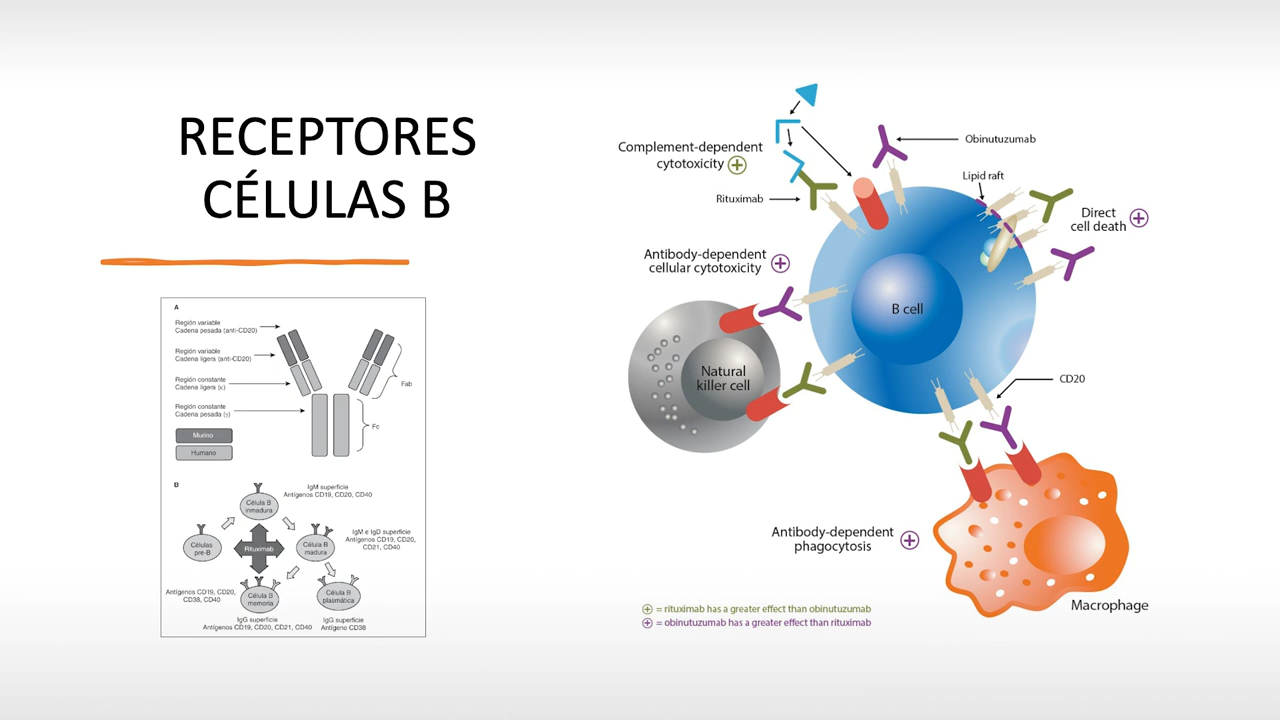 RECEPTORES
CÉLULAS B
A
Región variable
Cadena pesada (anti-CD20)
Región variable
Cadena ligera (anti-CD20)
Región constante
Cadena ligera (κ)
Región constante
Cadena pesada (γ)
Fab
Fc
Murino
Humano
B
IgM superficie
Antígenos CD19, CD20, CD40
Célula B
inmadura
Células
pre-B
Rituximab
Célula B
madura
IgM e IgD superficie
Antígenos CD19, CD20,
CD21, CD40
Antígenos CD19, CD20,
CD38, CD40
Célula B
memoria
Célula B
plasmática
IgG superficie
Antígenos CD19, CD20, CD21, CD40
IgG superficie
Antígeno CD38
Complement-dependent
cytotoxicity
Rituximab
Obinutuzumab
Lipid raft
Direct
cell death
Antibody-dependent
cellular cytotoxicity
B cell
Natural
killer cell
CD20
Antibody-dependent
phagocytosis
Macrophage
= rituximab has a greater effect than obinutuzumab
= obinutuzumab has a greater effect than rituximab